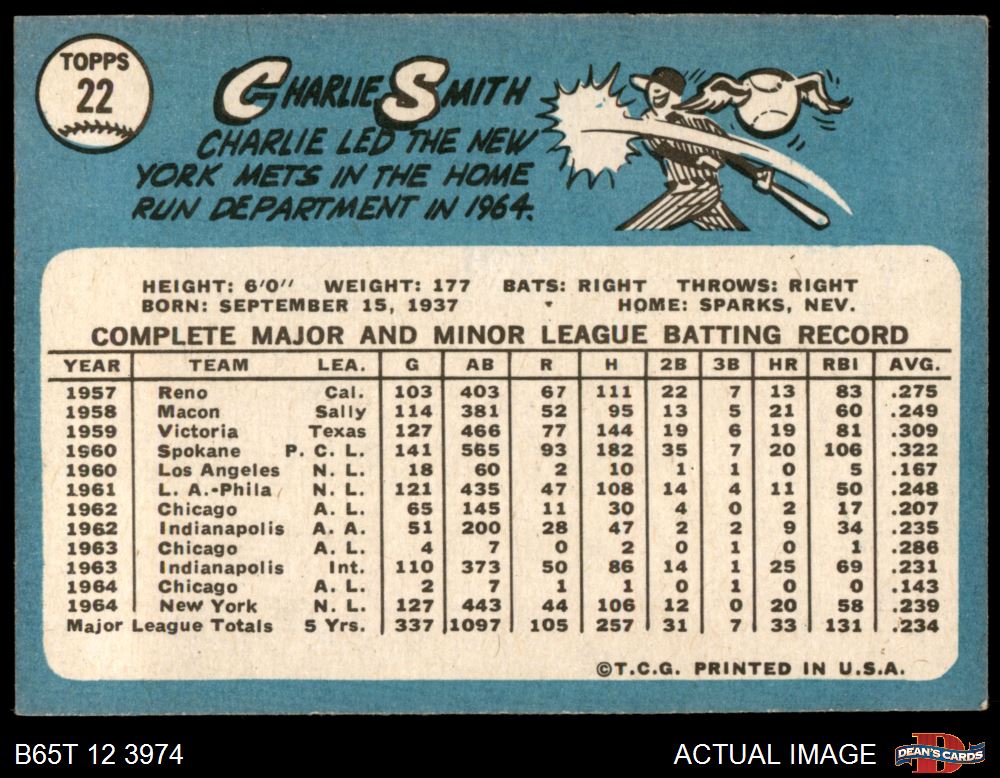 TOPPS
22
CHARLIE SMITH
CHARLIE LED THE NEW
YORK METS IN THE HOME
RUN DEPARTMENT IN 1964.
HEIGHT: 6'0" WEIGHT: 177 BATS: RIGHT THROWS: RIGHT
BORN: SEPTEMBER 15, 1937 HOME: SPARKS, NEV.
COMPLETE MAJOR AND MINOR LEAGUE BATTING RECORD
YEAR TEAM LEA. G AB R H 2B 3B HR RBI AVG.
1957 Reno Cal. 103 403 67 111 22 7 13 83 .275
1958 Macon Sally 114 381 52 95 13 5 21 60 .249
1959 Victoria Texas 127 466 77 144 19 6 19 81 .309
1960 Spokane P. C. L. 141 565 93 182 35 7 20 106 .322
1960 Los Angeles N. L. 18 60 2 10 1 1 0 5 .167
1961 L. A.-Phila N. L. 121 435 47 108 14 4 11 50 .248
1962 Chicago A. L. 65 145 11 30 4 0 2 17 .207
1962 Indianapolis A. A. 51 200 28 47 2 2 9 34 .235
1963 Chicago A. L. 4 7 0 2 0 1 0 1 .286
1963 Indianapolis Int. 110 373 50 86 14 1 25 69 .231
1964 Chicago A. L. 2 7 1 1 0 1 0 0 .143
1964 New York N. L. 127 443 44 106 12 0 20 58 .239
Major League Totals 5 Yrs. 337 1097 105 257 31 7 33 131 .234
©T.C.G. PRINTED IN U.S.A.
B65T 12 3974 ACTUAL IMAGE
D
DEAN'S CARDS